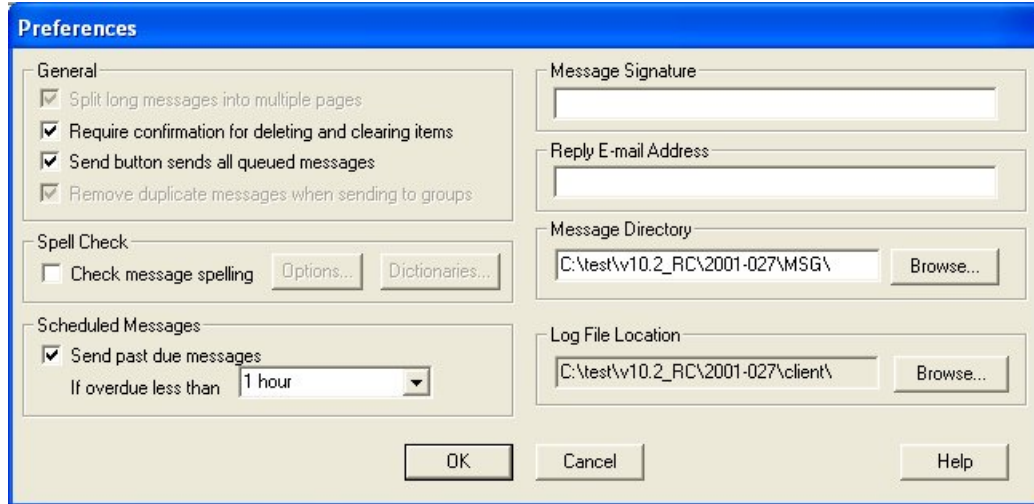 Preferences
General
Split long messages into multiple pages
Require confirmation for deleting and clearing items
Send button sends all queued messages
Remove duplicate messages when sending to groups
Spell Check
Check message spelling
Options...
Dictionaries...
Scheduled Messages
Send past due messages
If overdue less than
1 hour
Message Signature
Reply E-mail Address
Message Directory
C:\test\v10.2_RC\2001-027\MSG\
Browse...
Log File Location
C:\test\v10.2_RC\2001-027\client\
Browse...
OK
Cancel
Help